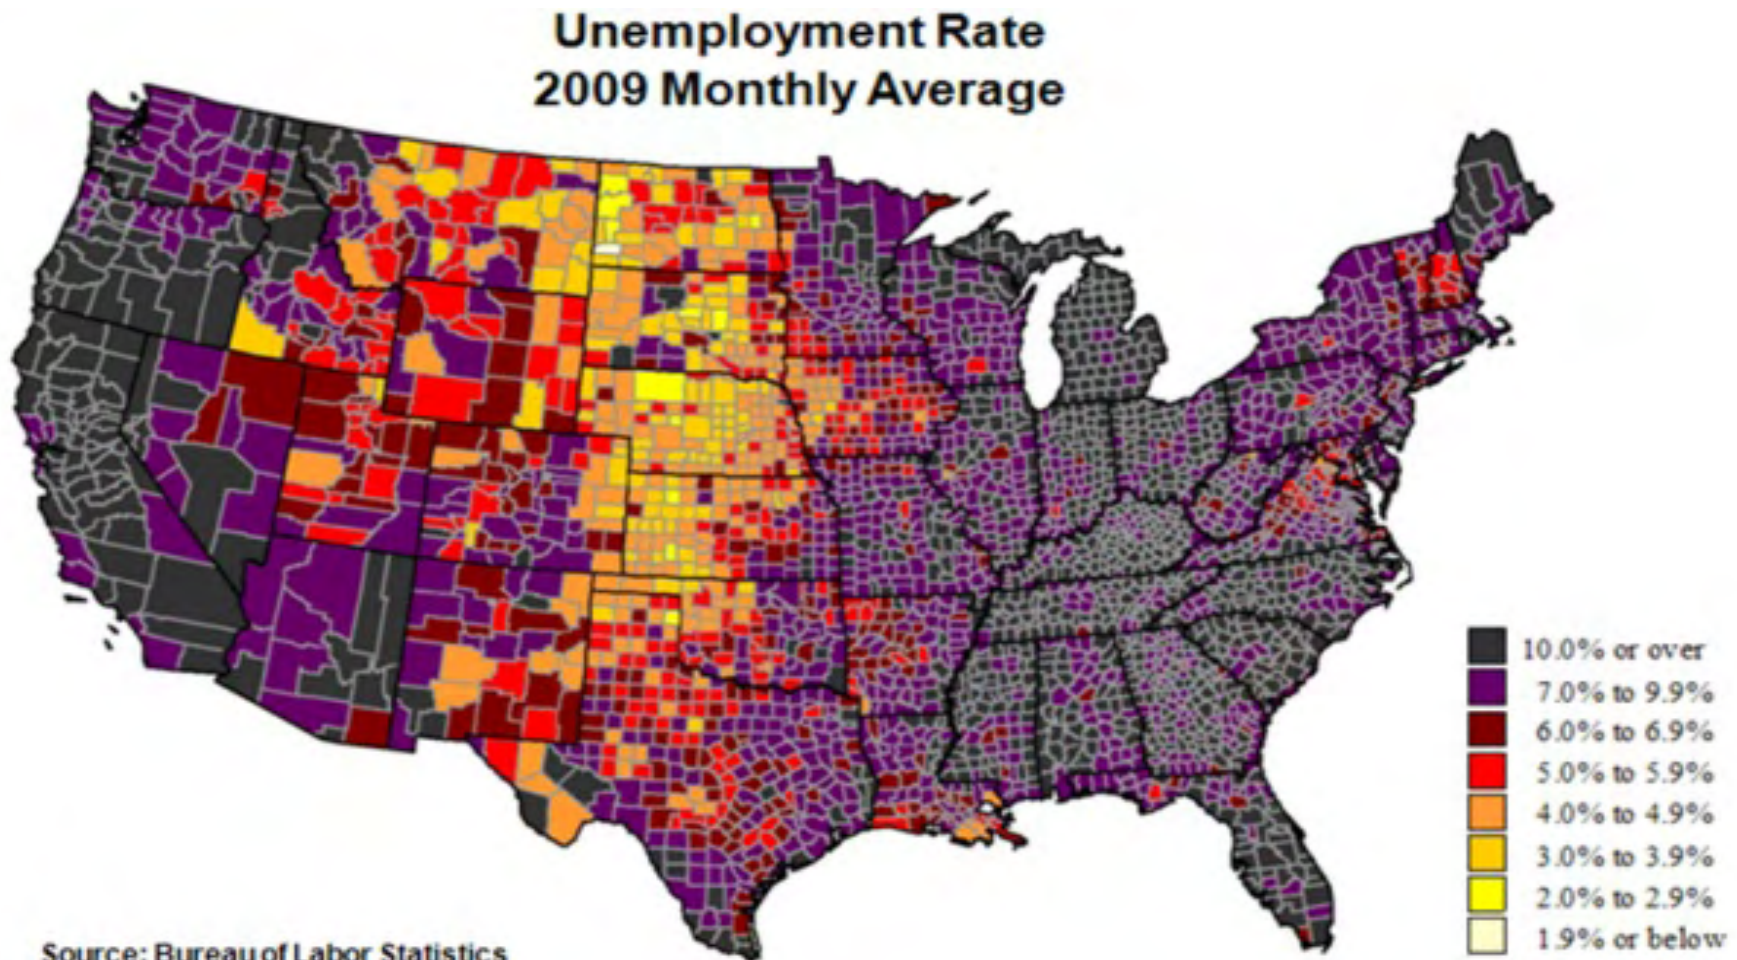 Unemployment Rate
2009 Monthly Average
10.0% or over
7.0% to 9.9%
6.0% to 6.9%
5.0% to 5.9%
4.0% to 4.9%
3.0% to 3.9%
2.0% to 2.9%
1.9% or below
Source: Bureau of Labor Statistics